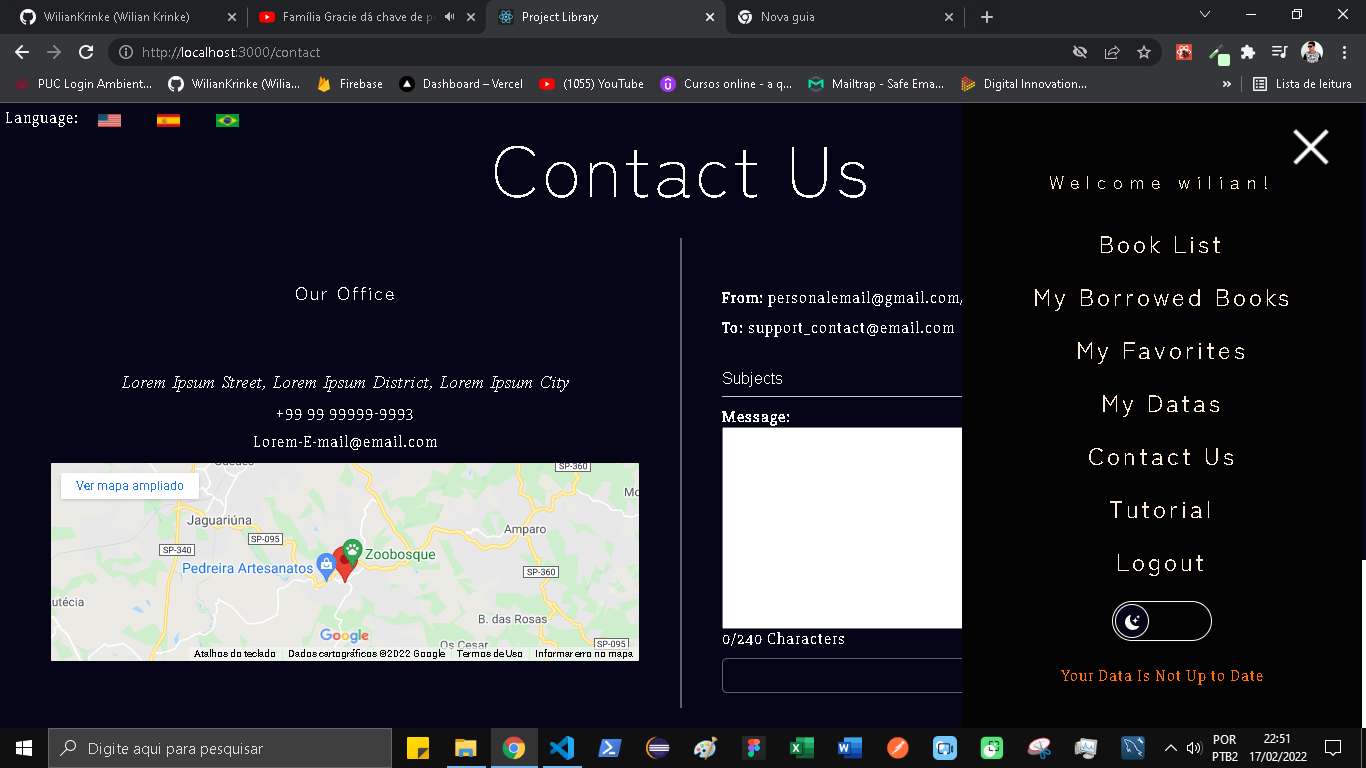 WilianKrinke (Wilian Krinke)
Família Gracie dá chave de p
Project Library
Nova guia
http://localhost:3000/contact
PUC Login Ambient...
WilianKrinke (Wilia...
Firebase
Dashboard – Vercel
(1055) YouTube
Cursos online - a q...
Mailtrap - Safe Ema...
Digital Innovation...
»
Lista de leitura
Language:
Contact Us
Our Office
Lorem Ipsum Street, Lorem Ipsum District, Lorem Ipsum City
+99 99 99999-9993
Lorem-E-mail@email.com
Ver mapa ampliado
SP-360
Mo
Jaguariúna
SP-340
SP-095
Amparo
Zoobosque
Pedreira Artesanatos
SP-360
utécia
B. das Rosas
Os Cesar
SP-095
Google
Atalhos do teclado
Dados cartográficos ©2022 Google
Termos de Uso
Informar erro no mapa
From: personalemail@gmail.com,
To: support_contact@email.com
Subjects
Message:
0/240 Characters
Welcome wilian!
Book List
My Borrowed Books
My Favorites
My Datas
Contact Us
Tutorial
Logout
Your Data Is Not Up to Date
Digite aqui para pesquisar
POR
PTB2
22:51
17/02/2022